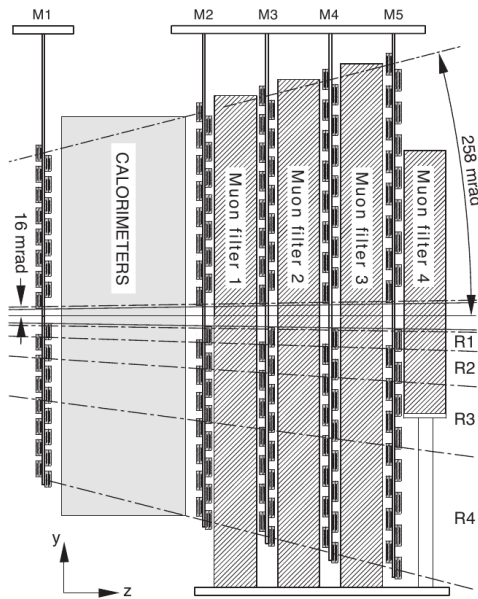 M1
M2
M3
M4
M5
CALORIMETERS
Muon filter 1
Muon filter 2
Muon filter 3
Muon filter 4
258 mrad
16 mrad
R1
R2
R3
R4
y
z